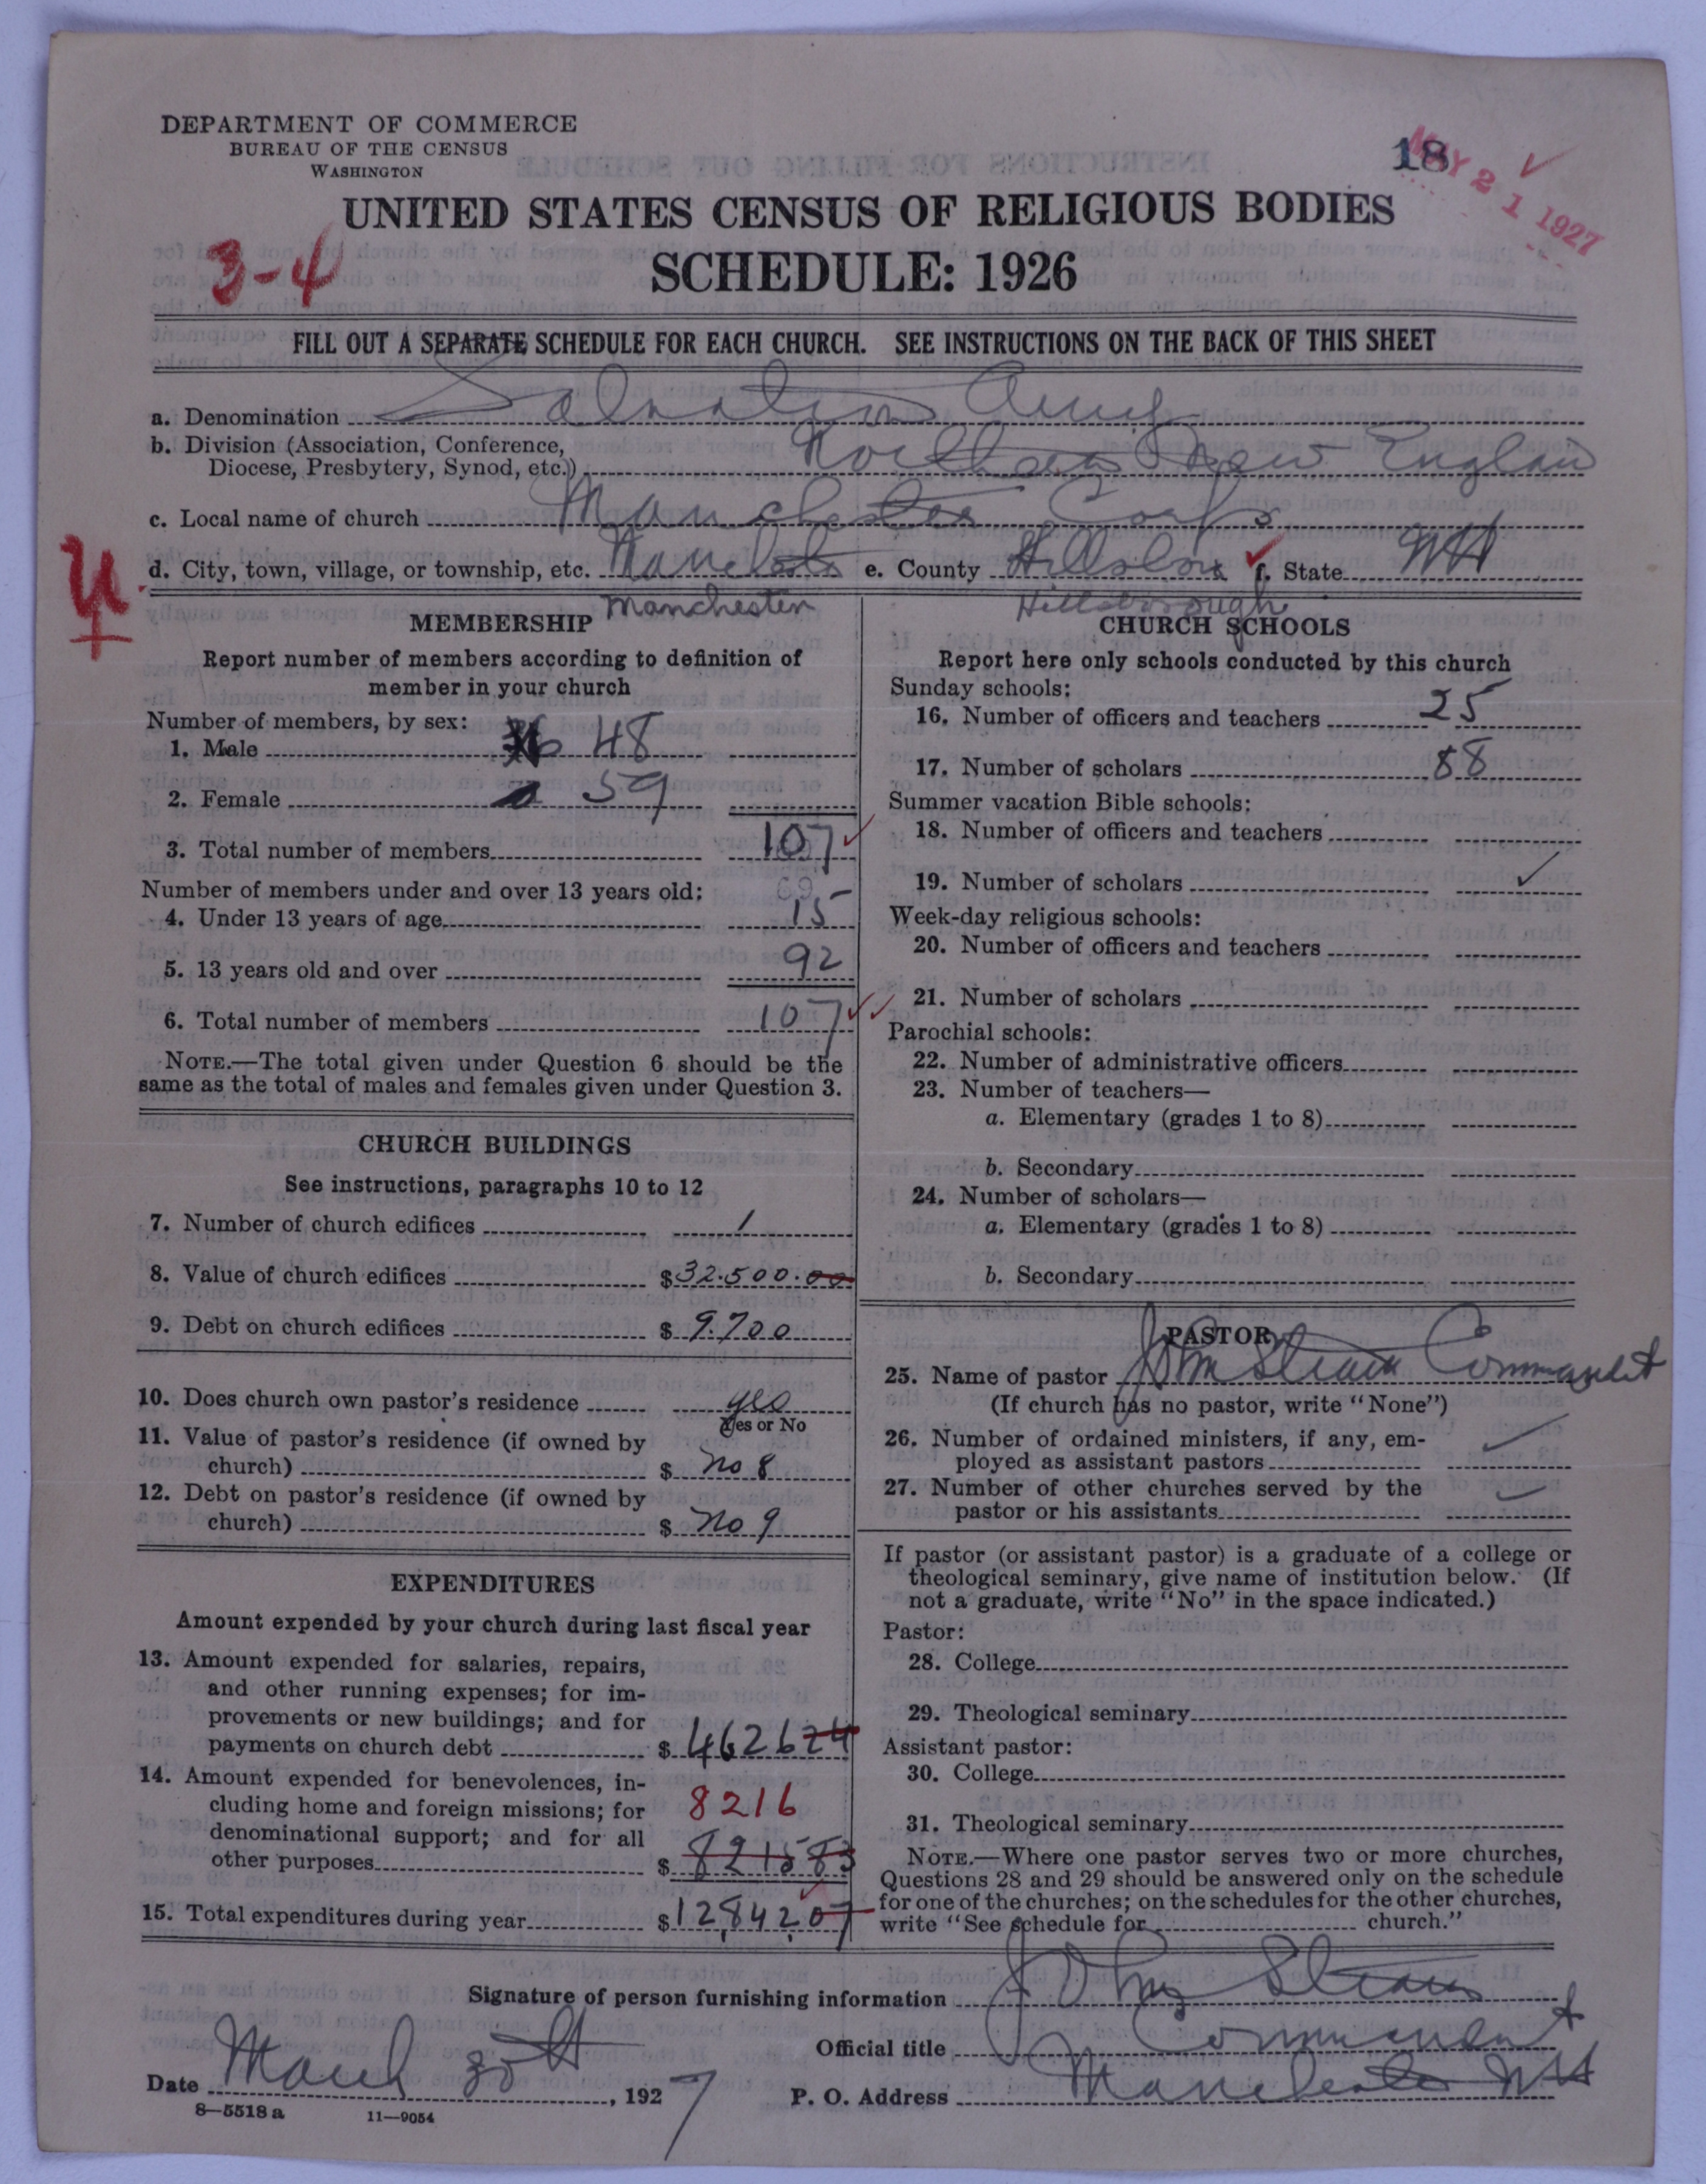 DEPARTMENT OF COMMERCE
BUREAU OF THE CENSUS
WASHINGTON
18
MAY 21 1927
UNITED STATES CENSUS OF RELIGIOUS BODIES
3-4
SCHEDULE: 1926
FILL OUT A SEPARATE SCHEDULE FOR EACH CHURCH. SEE INSTRUCTIONS ON THE BACK OF THIS SHEET
a. Denomination Salvation Army
b. Division (Association, Conference,
Diocese, Presbytery, Synod, etc.) Northern New England
c. Local name of church Manchester Corps
U
d. City, town, village, or township, etc. Manchester e. County Hillsboro f. State NH
Manchester Hillsborough
MEMBERSHIP
Report number of members according to definition of
member in your church
Number of members, by sex:
1. Male 48
2. Female 59
3. Total number of members 107
Number of members under and over 13 years old:
4. Under 13 years of age 15
5. 13 years old and over 92
6. Total number of members 107
NOTE.—The total given under Question 6 should be the
same as the total of males and females given under Question 3.
CHURCH BUILDINGS
See instructions, paragraphs 10 to 12
7. Number of church edifices 1
8. Value of church edifices $32.500.00
9. Debt on church edifices $ 9.700
10. Does church own pastor's residence yes
Yes or No
11. Value of pastor's residence (if owned by
church) $ no 8
12. Debt on pastor's residence (if owned by
church) $ no 9
EXPENDITURES
Amount expended by your church during last fiscal year
13. Amount expended for salaries, repairs,
and other running expenses; for im-
provements or new buildings; and for
payments on church debt $ 462624
14. Amount expended for benevolences, in-
cluding home and foreign missions; for 8216
denominational support; and for all
other purposes $ 821583
15. Total expenditures during year $1284207
CHURCH SCHOOLS
Report here only schools conducted by this church
Sunday schools:
16. Number of officers and teachers 25
17. Number of scholars 88
Summer vacation Bible schools:
18. Number of officers and teachers
19. Number of scholars
Week-day religious schools:
20. Number of officers and teachers
21. Number of scholars
Parochial schools:
22. Number of administrative officers
23. Number of teachers—
a. Elementary (grades 1 to 8)
b. Secondary
24. Number of scholars—
a. Elementary (grades 1 to 8)
b. Secondary
PASTOR
25. Name of pastor John Commandant
(If church has no pastor, write "None")
26. Number of ordained ministers, if any, em-
ployed as assistant pastors
27. Number of other churches served by the
pastor or his assistants
If pastor (or assistant pastor) is a graduate of a college or
theological seminary, give name of institution below. (If
not a graduate, write "No" in the space indicated.)
Pastor:
28. College
29. Theological seminary
Assistant pastor:
30. College
31. Theological seminary
NOTE.—Where one pastor serves two or more churches,
Questions 28 and 29 should be answered only on the schedule
for one of the churches; on the schedules for the other churches,
write "See schedule for church."
Signature of person furnishing information John
Official title Commandant
Date March 30th, 1927
P. O. Address Manchester NH
8—5518a 11—9054